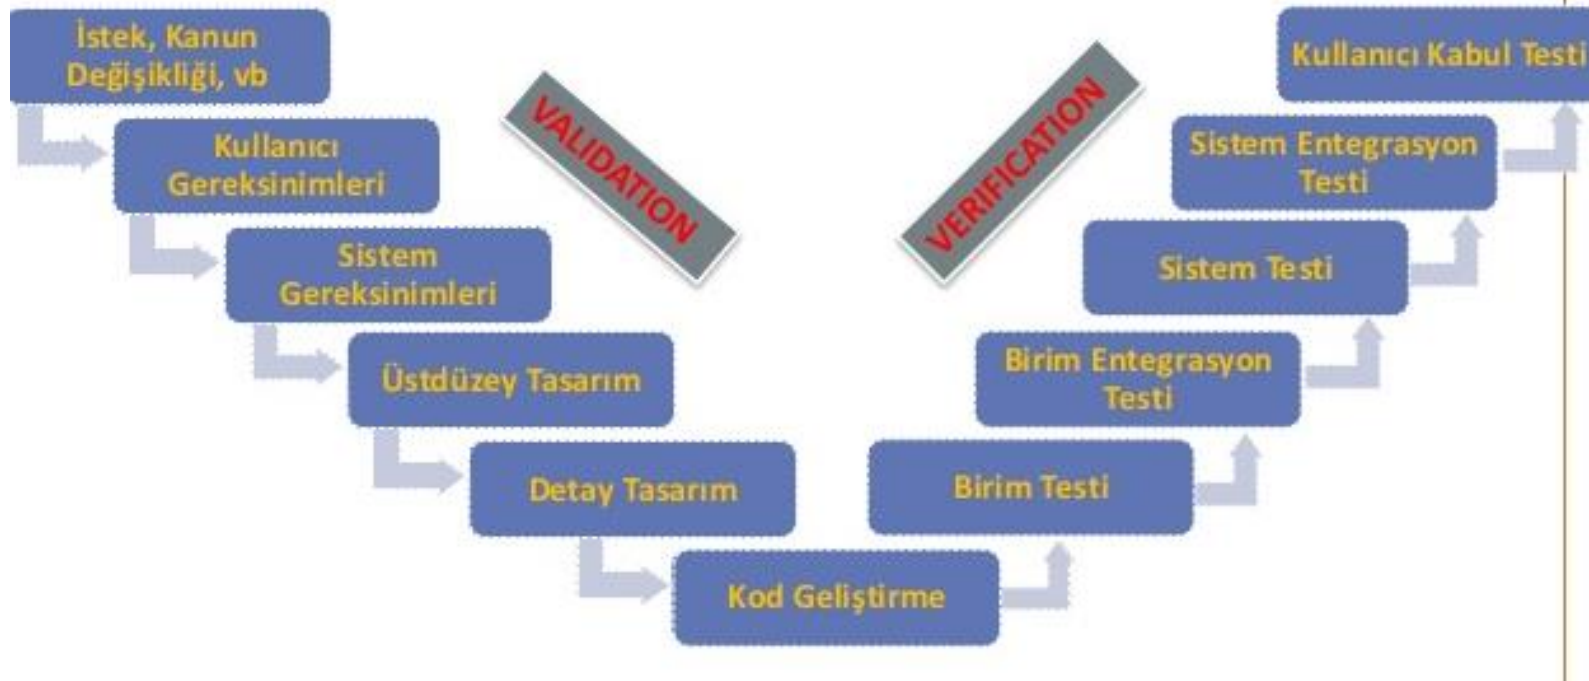 İstek, Kanun
Değişikliği, vb
Kullanıcı
Gereksinimleri
Sistem
Gereksinimleri
Üstdüzey Tasarım
Detay Tasarım
Kod Geliştirme
VALIDATION
VERIFICATION
Birim Testi
Birim Entegrasyon
Testi
Sistem Testi
Sistem Entegrasyon
Testi
Kullanıcı Kabul Testi